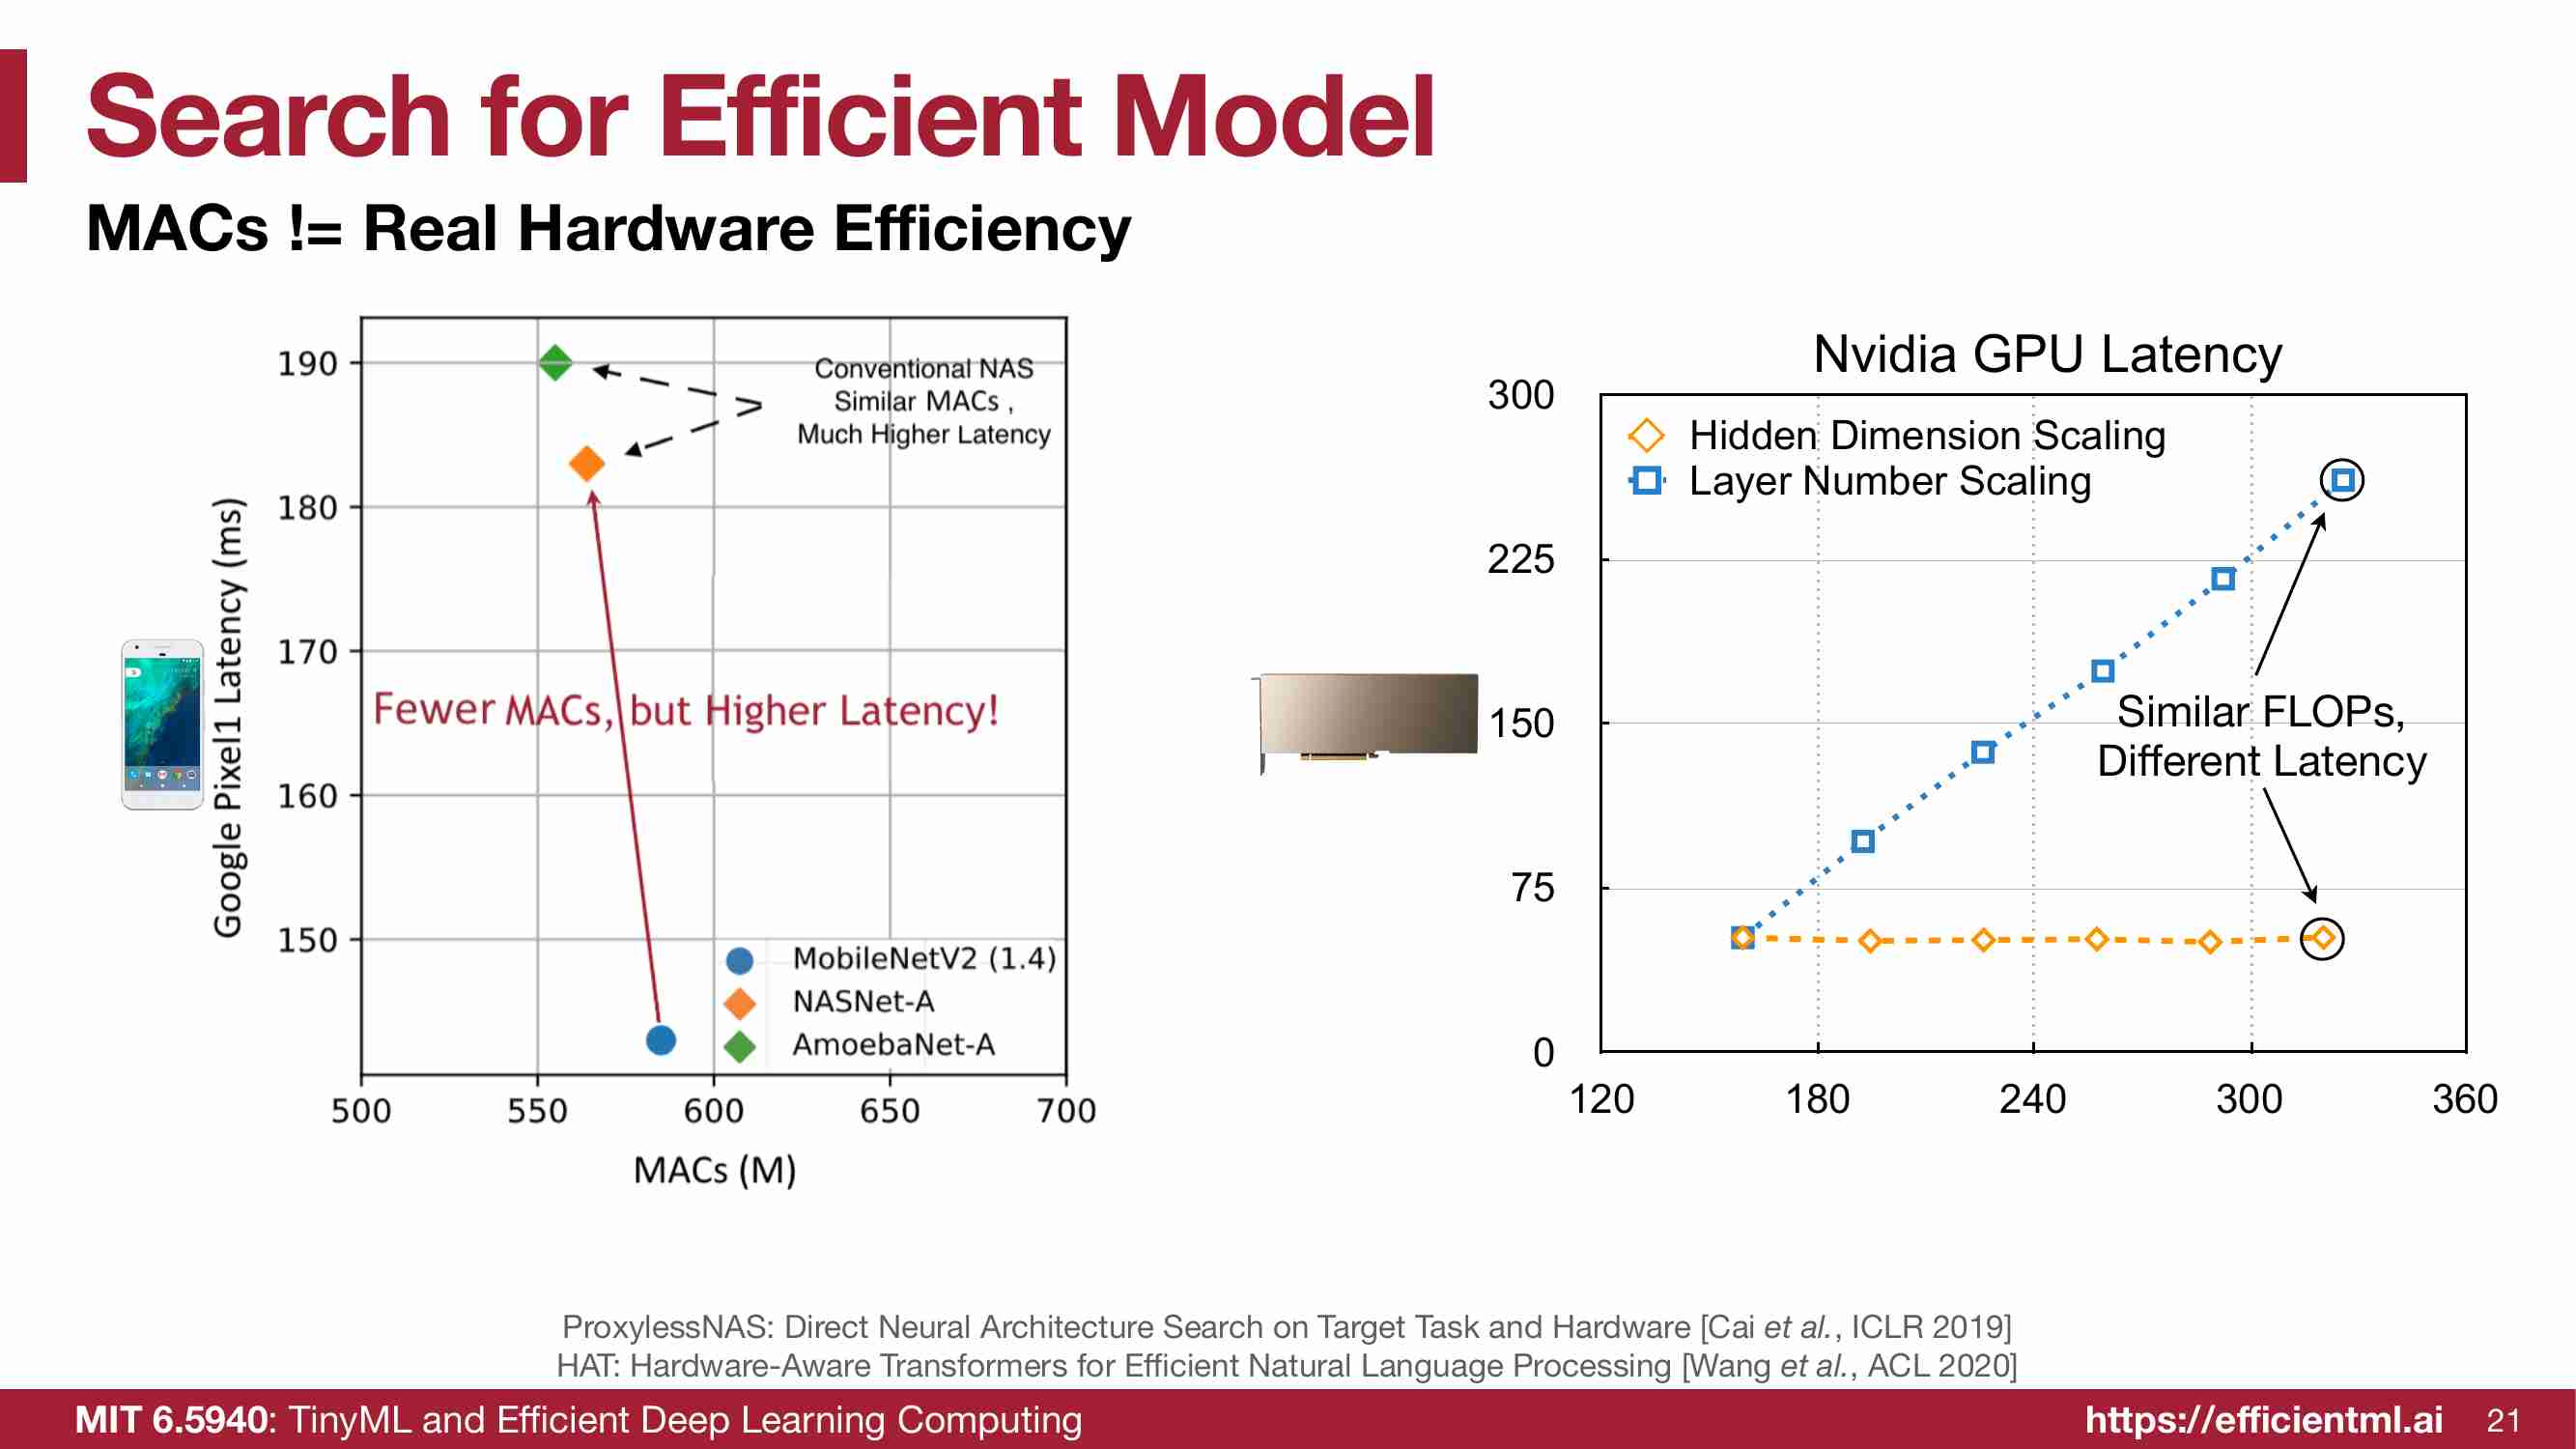 Search for Efficient Model
MACs != Real Hardware Efficiency
Google Pixel1 Latency (ms)
190
180
170
160
150
Conventional NAS
Similar MACs ,
Much Higher Latency
Fewer MACs, but Higher Latency!
MobileNetV2 (1.4)
NASNet-A
AmoebaNet-A
500 550 600 650 700
MACs (M)
Nvidia GPU Latency
300
225
150
75
0
Hidden Dimension Scaling
Layer Number Scaling
Similar FLOPs,
Different Latency
120 180 240 300 360
ProxylessNAS: Direct Neural Architecture Search on Target Task and Hardware [Cai et al., ICLR 2019]
HAT: Hardware-Aware Transformers for Efficient Natural Language Processing [Wang et al., ACL 2020]
MIT 6.5940: TinyML and Efficient Deep Learning Computing
https://efficientml.ai 21